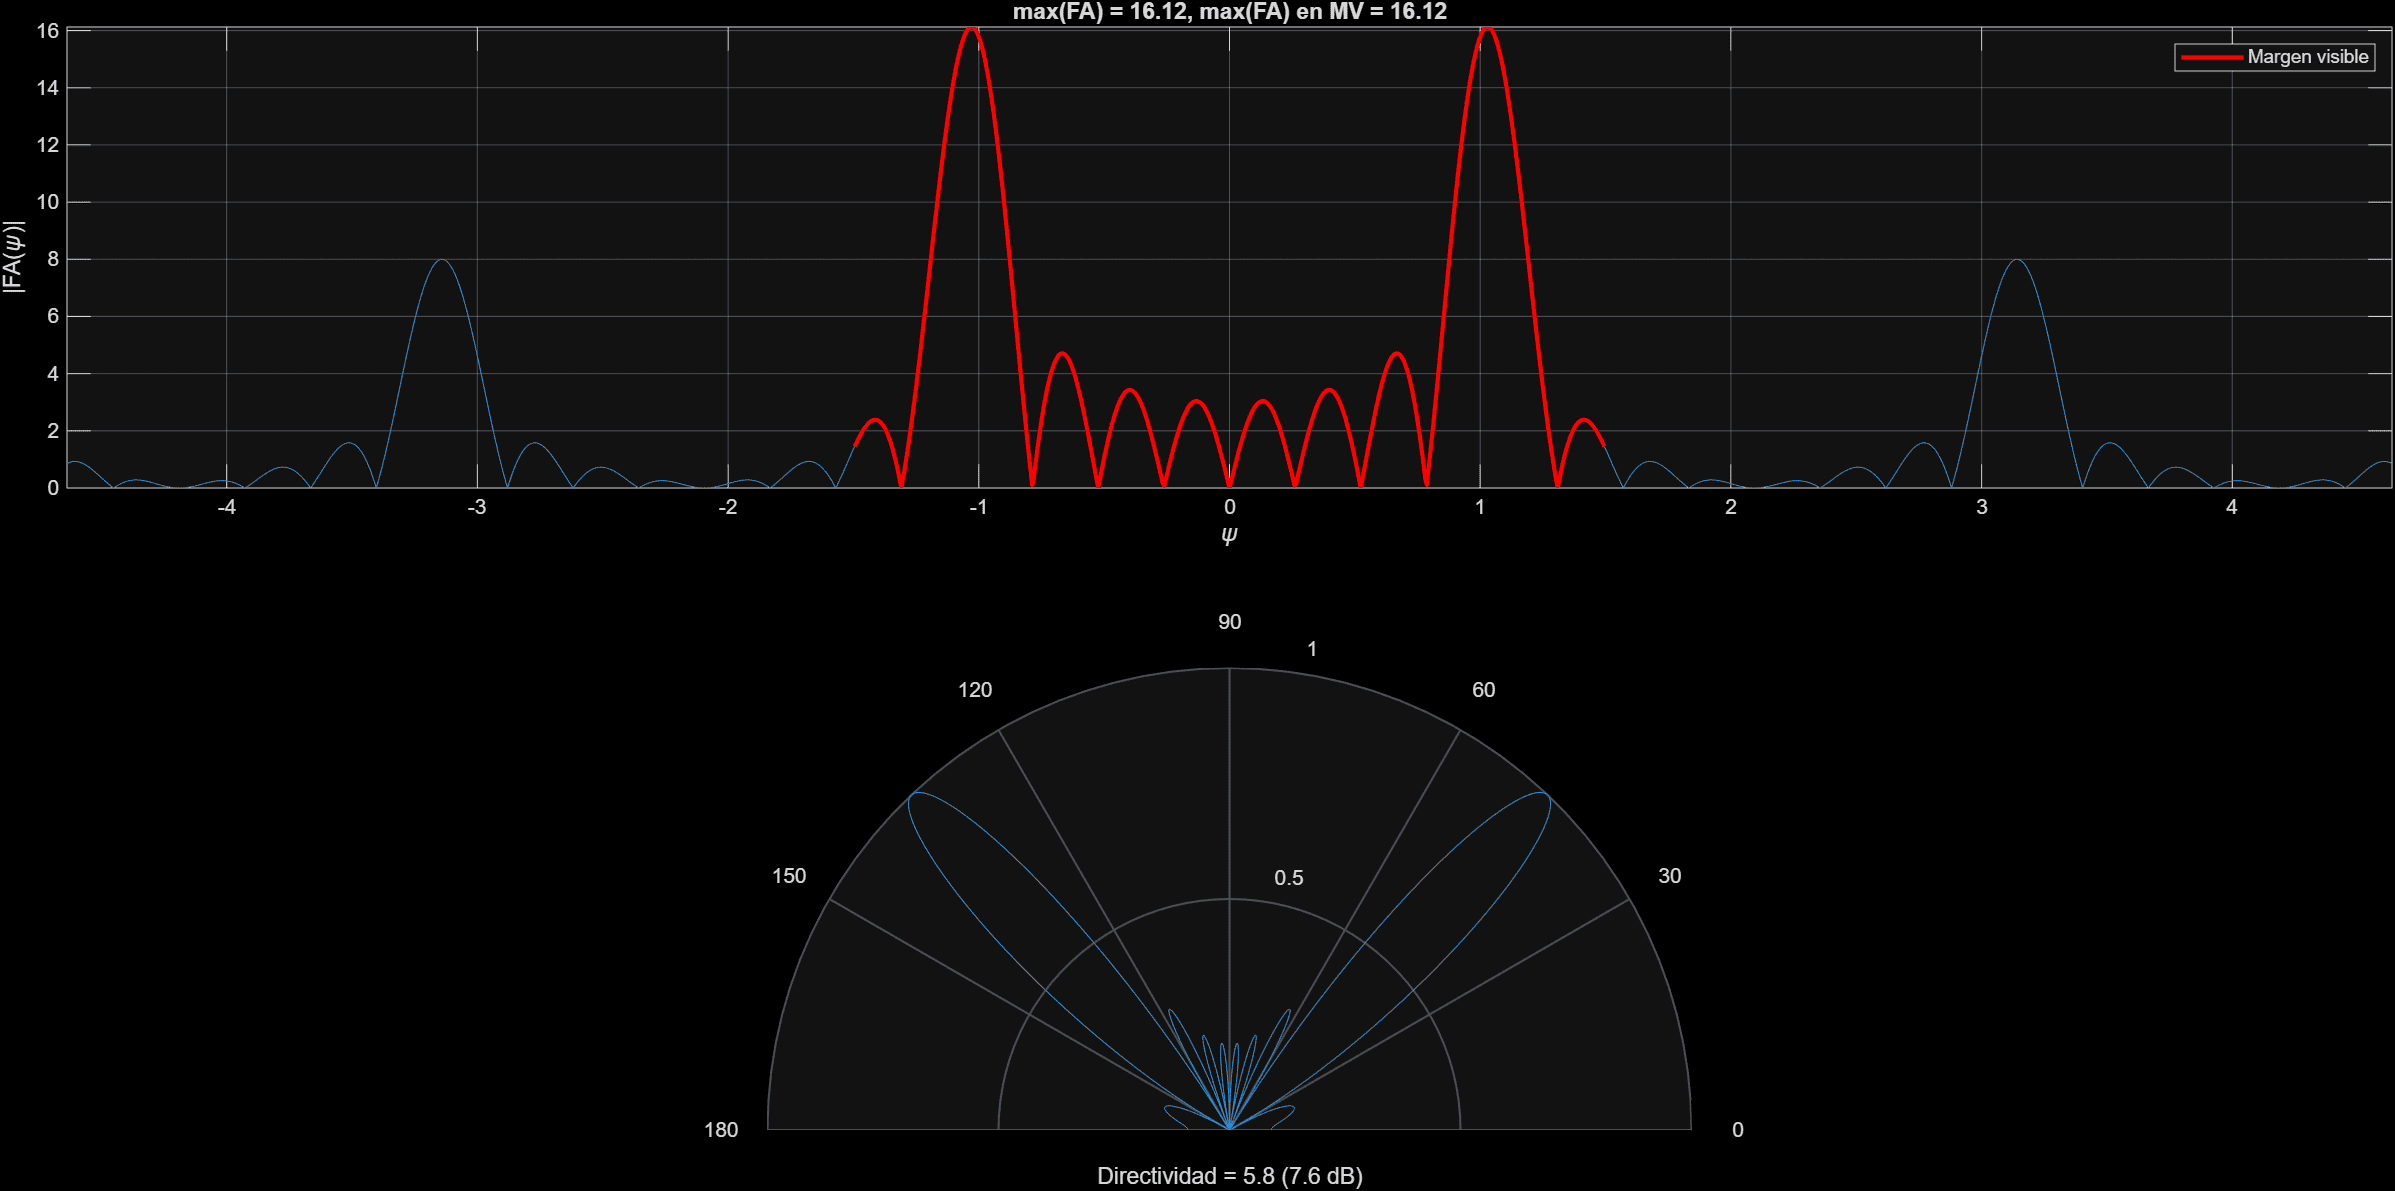 max(FA) = 16.12, max(FA) en MV = 16.12
16
14
12
10
8
6
4
2
0
|FA(ψ)|
Margen visible
-4 -3 -2 -1 0 1 2 3 4
ψ
90
1
120 60
150 0.5 30
180 0
Directividad = 5.8 (7.6 dB)